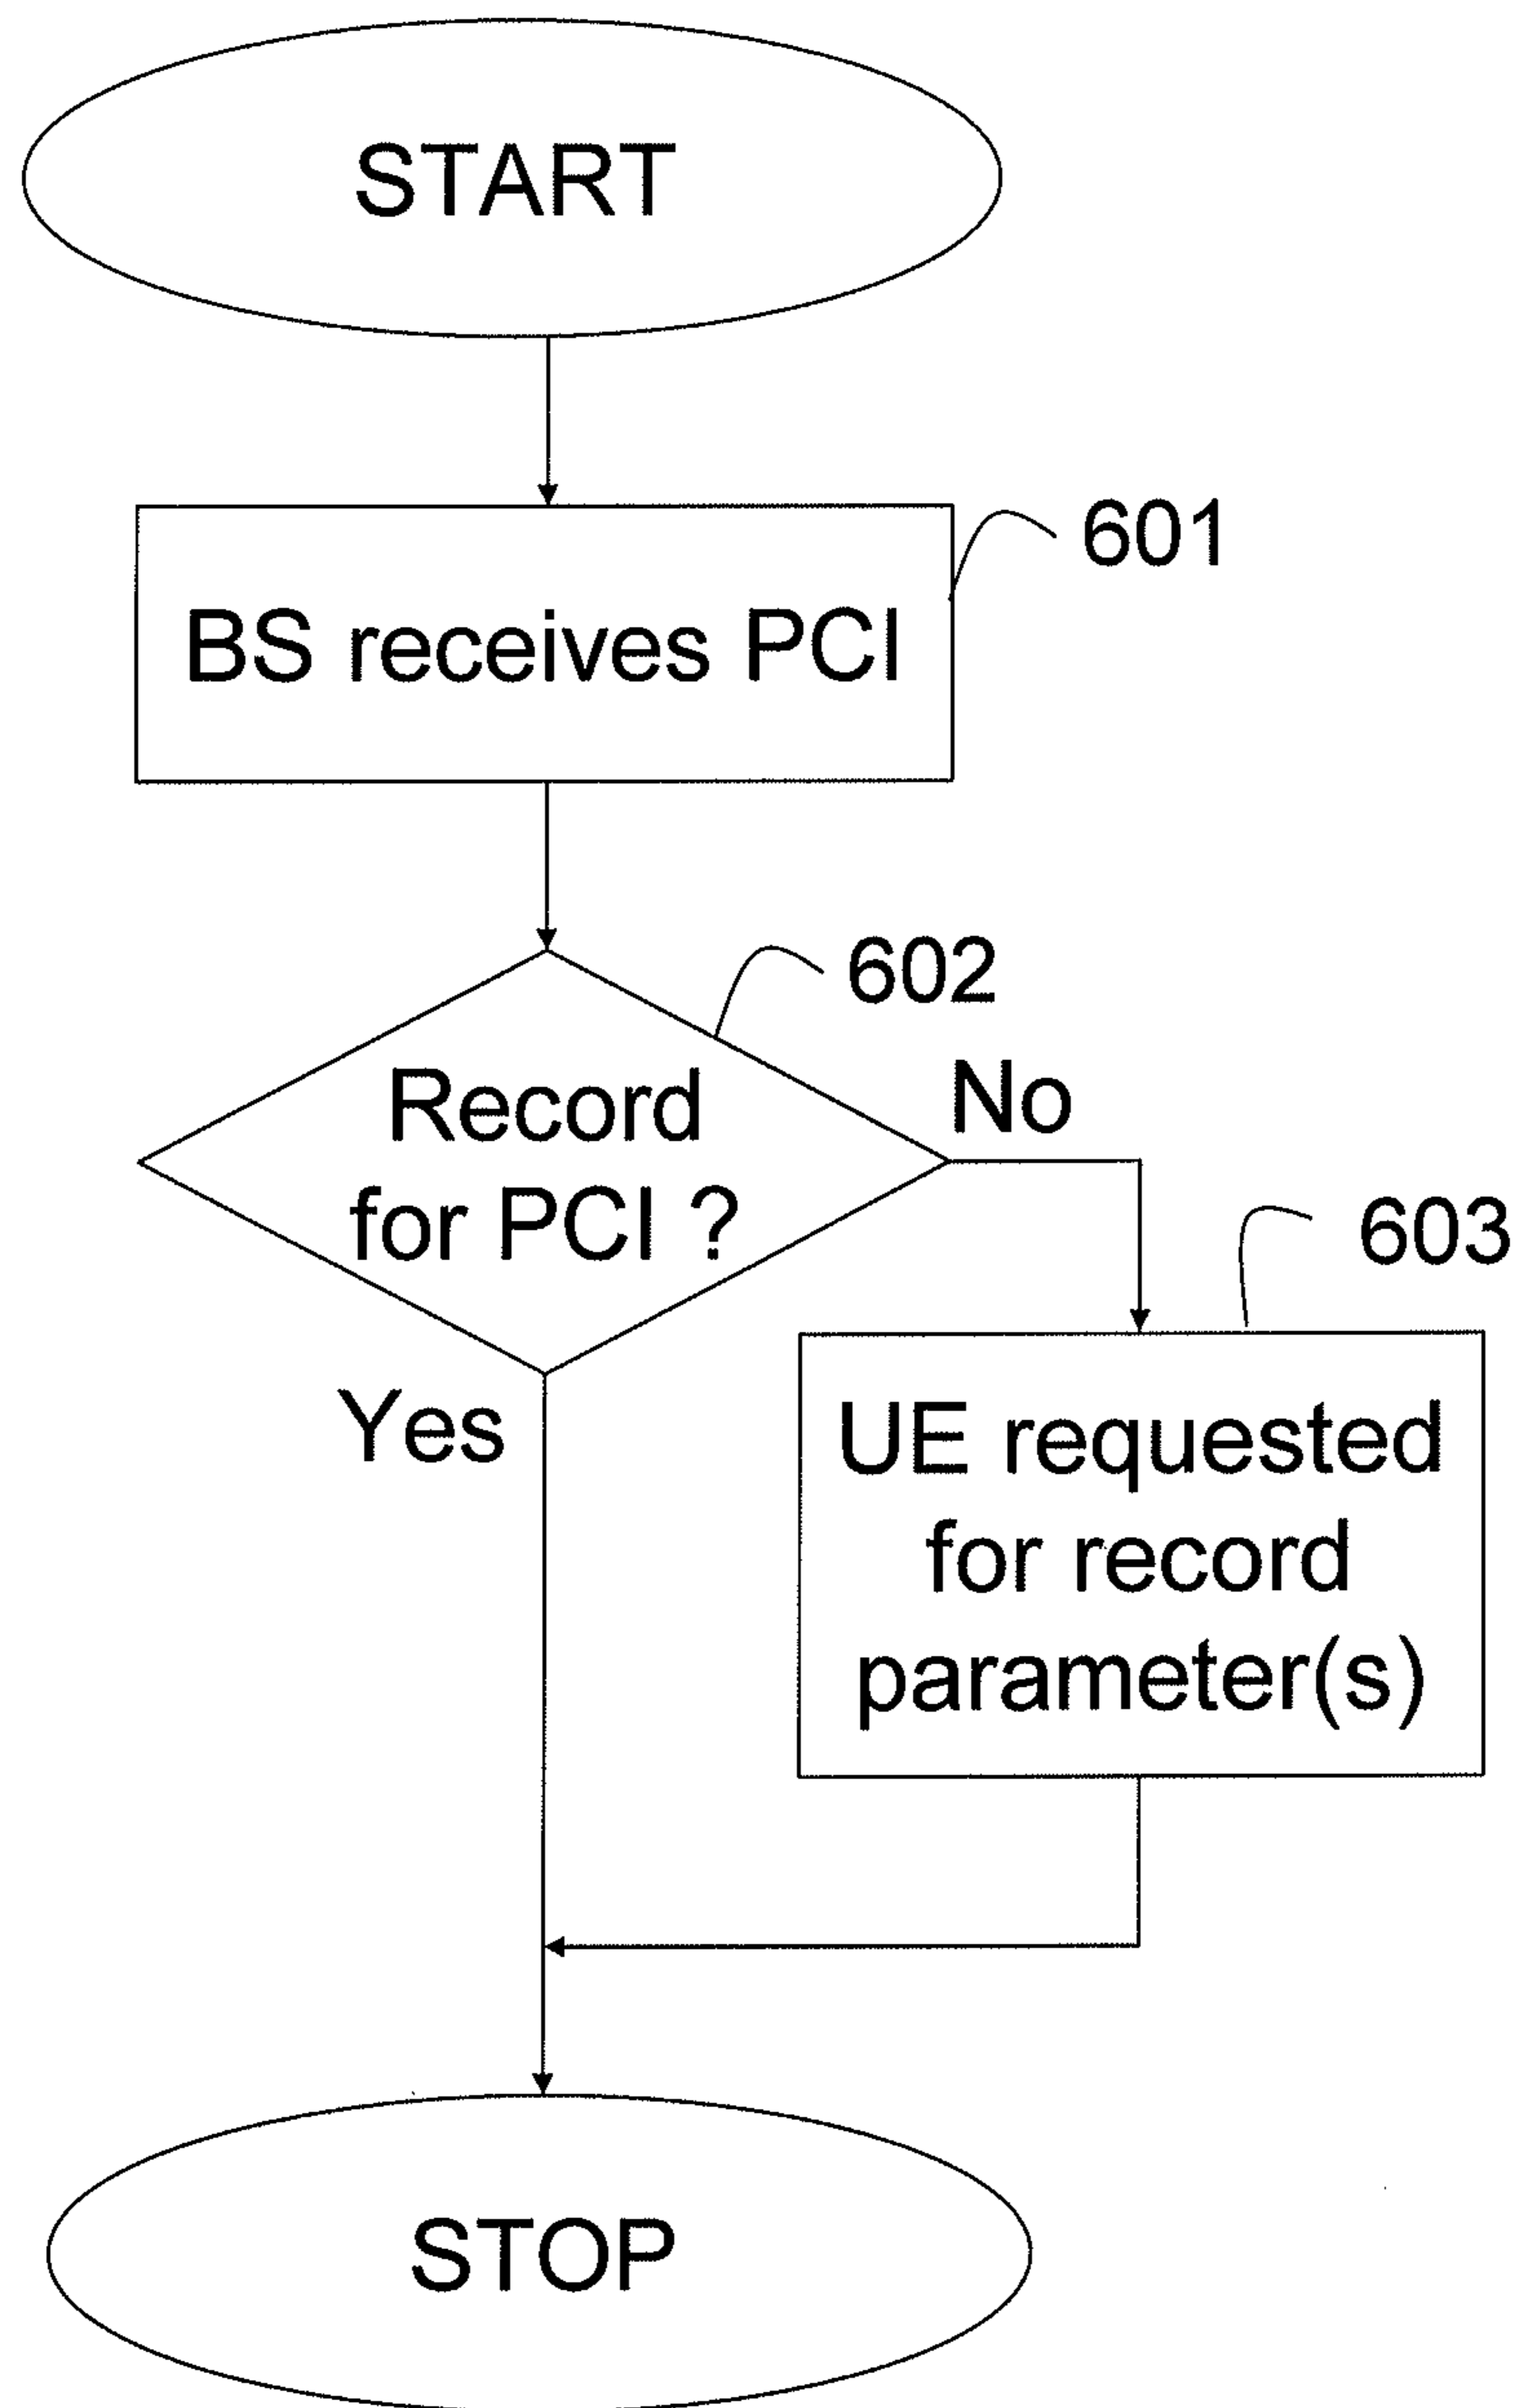 START
601
BS receives PCI
602
Record
for PCI ?
No
Yes
603
UE requested
for record
parameter(s)
STOP